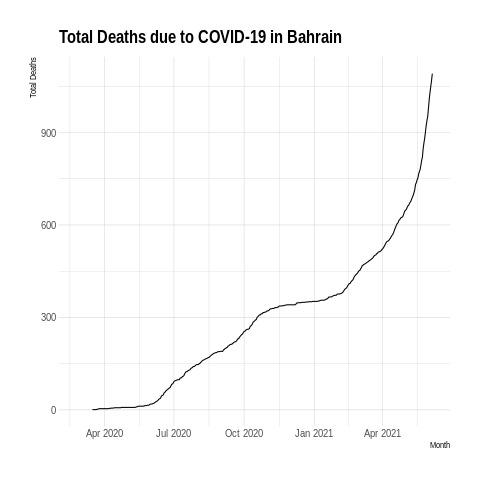 Total Deaths due to COVID-19 in Bahrain
Total Deaths
900
600
300
0
Apr 2020 Jul 2020 Oct 2020 Jan 2021 Apr 2021
Month